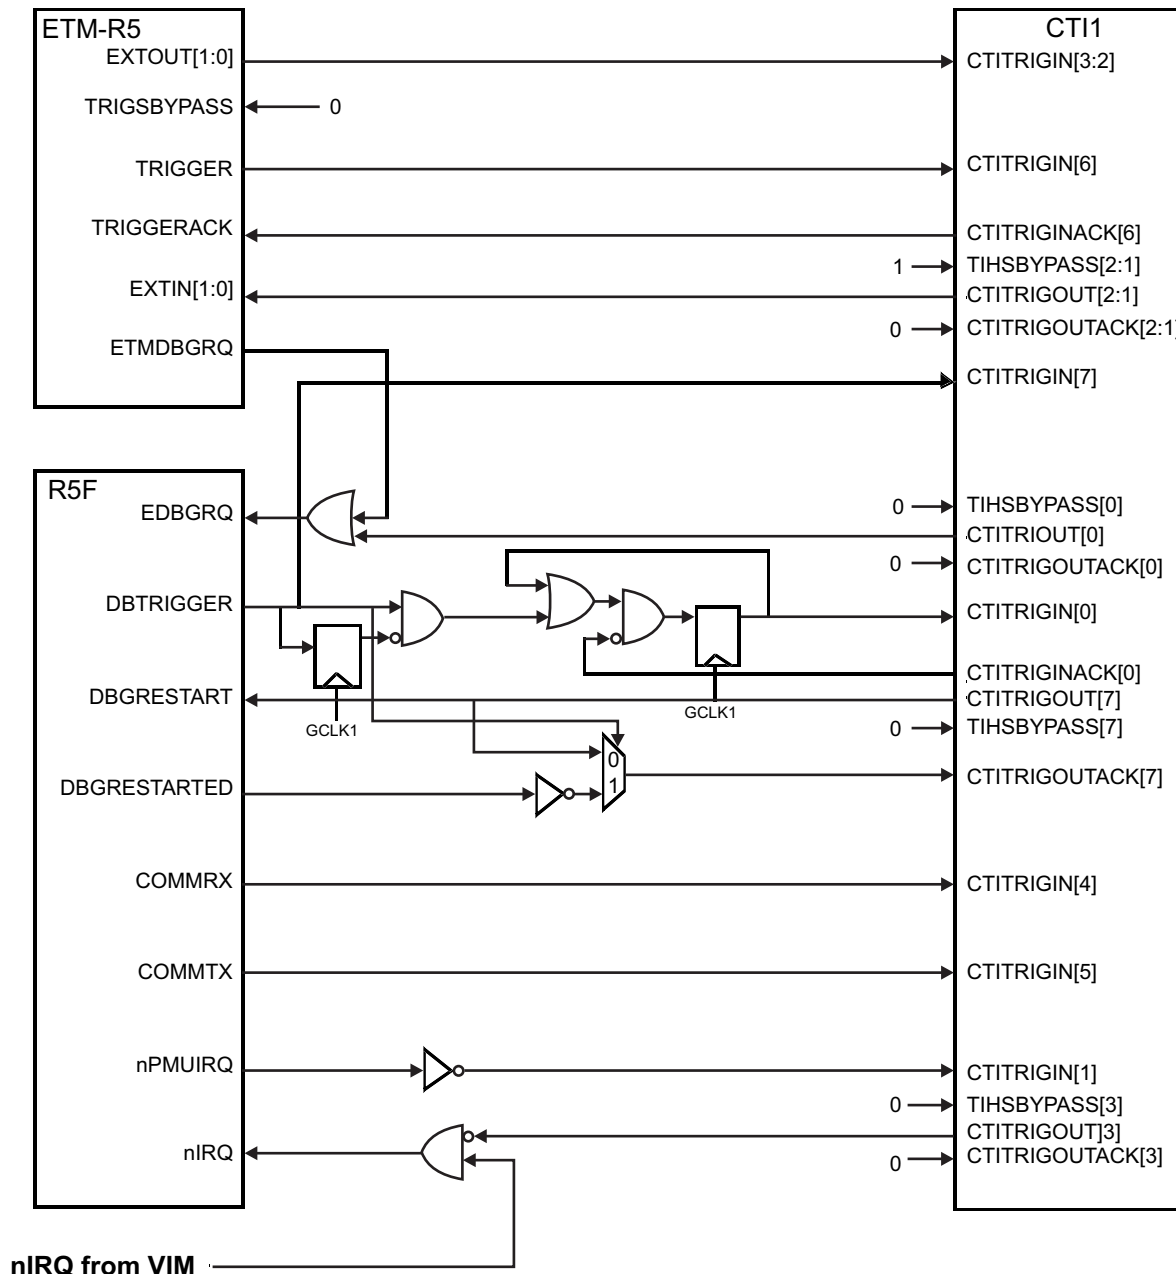 ETM-R5
EXTOUT[1:0]
TRIGSBYPASS
0
TRIGGER
TRIGGERACK
EXTIN[1:0]
ETMDBGRQ
R5F
EDBGRQ
DBTRIGGER
DBGRESTART
DBGRESTARTED
COMMRX
COMMTX
nPMUIRQ
nIRQ
nIRQ from VIM
GCLK1
GCLK1
0
1
CTI1
CTITRIGIN[3:2]
CTITRIGIN[6]
CTITRIGINACK[6]
1 TIHSBYPASS[2:1]
CTITRIGOUT[2:1]
0 CTITRIGOUTACK[2:1]
CTITRIGIN[7]
0 TIHSBYPASS[0]
CTITRIOUT[0]
0 CTITRIGOUTACK[0]
CTITRIGIN[0]
CTITRIGINACK[0]
CTITRIGOUT[7]
0 TIHSBYPASS[7]
CTITRIGOUTACK[7]
CTITRIGIN[4]
CTITRIGIN[5]
CTITRIGIN[1]
0 TIHSBYPASS[3]
CTITRIGOUT]3]
0 CTITRIGOUTACK[3]